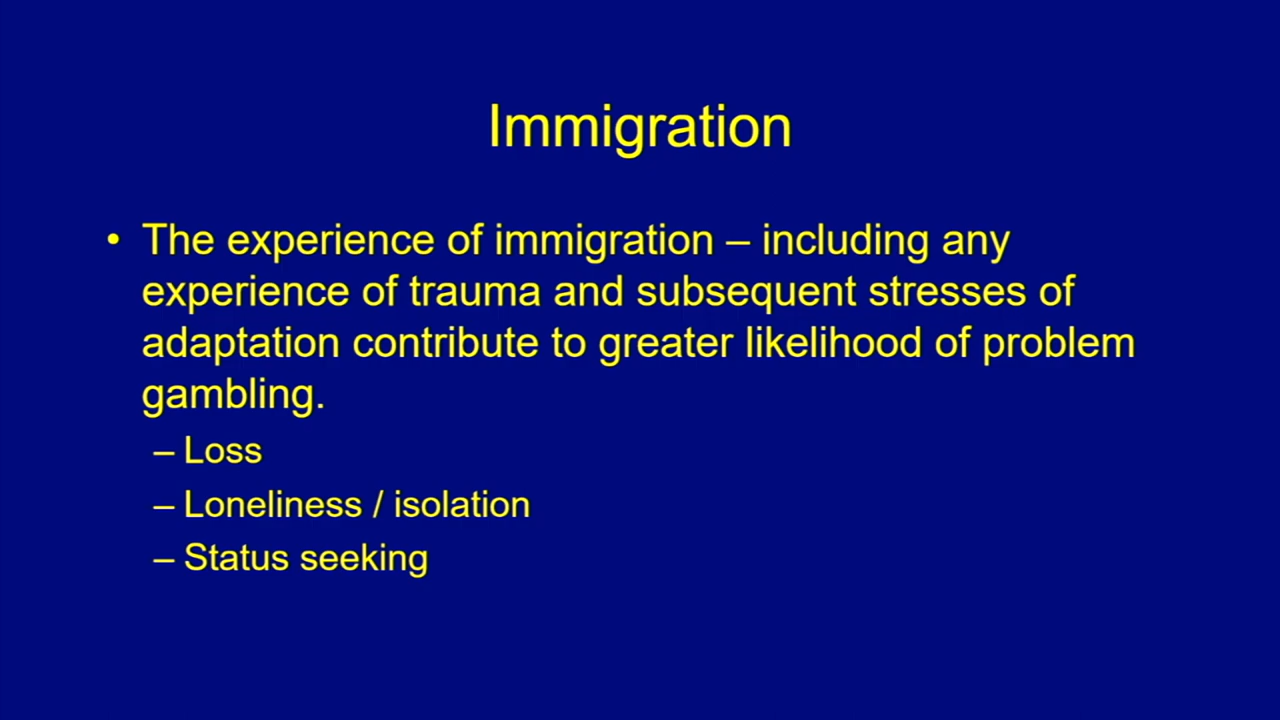 Immigration
• The experience of immigration – including any
experience of trauma and subsequent stresses of
adaptation contribute to greater likelihood of problem
gambling.
– Loss
– Loneliness / isolation
– Status seeking